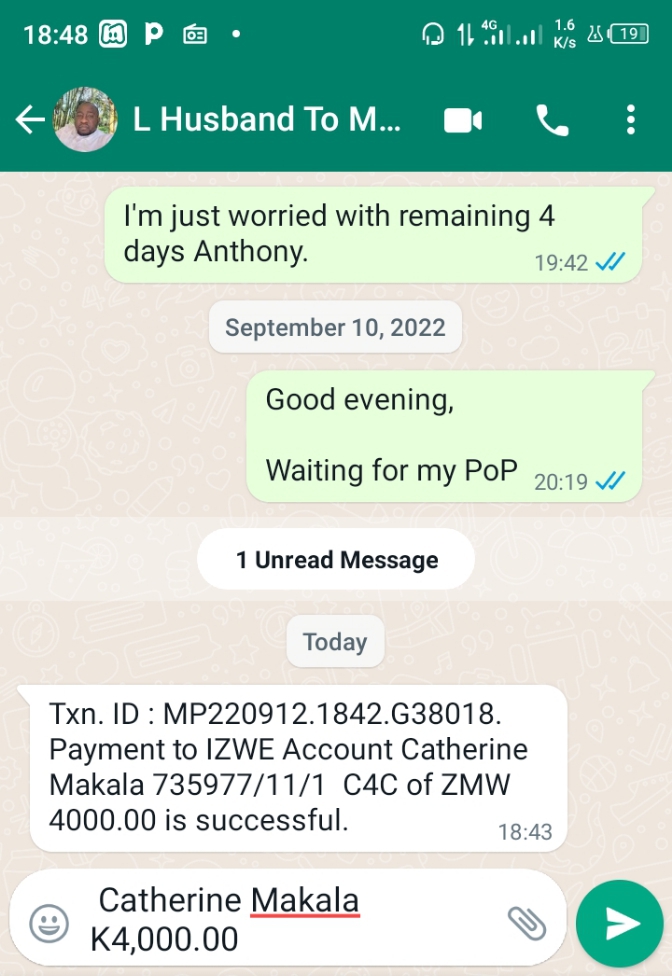 18:48
4G
1.6
K/s
19
L Husband To M...
I'm just worried with remaining 4
days Anthony.
19:42
September 10, 2022
Good evening,
Waiting for my PoP
20:19
1 Unread Message
Today
Txn. ID : MP220912.1842.G38018.
Payment to IZWE Account Catherine
Makala 735977/11/1  C4C of ZMW
4000.00 is successful.
18:43
Catherine Makala
K4,000.00